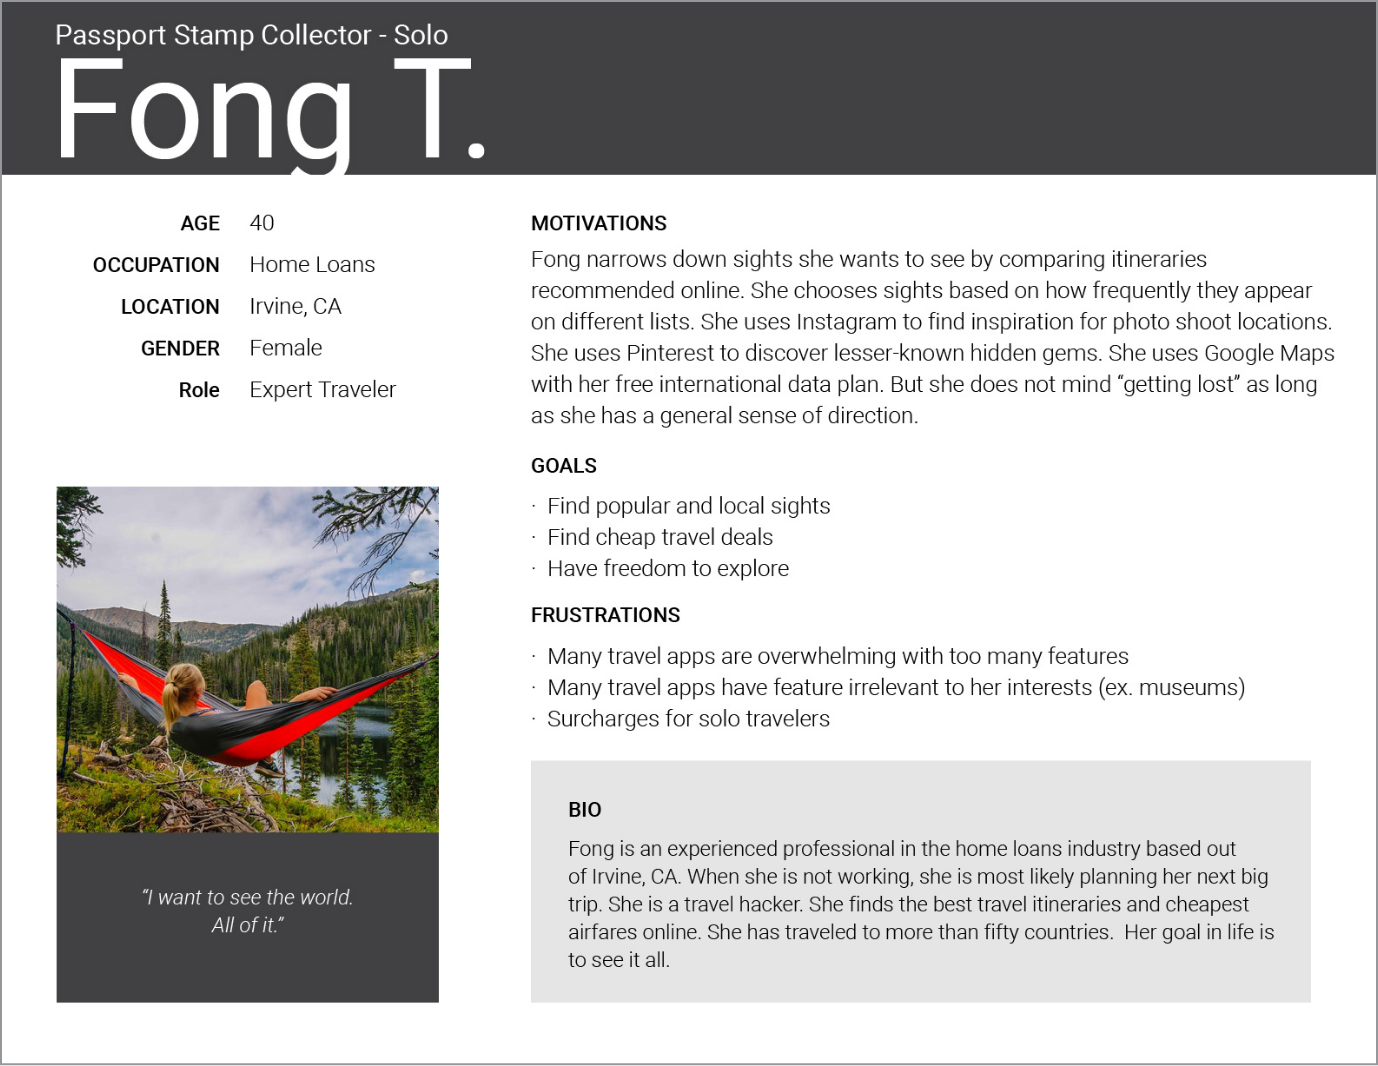 Passport Stamp Collector - Solo
Fong T.
AGE 40
OCCUPATION Home Loans
LOCATION Irvine, CA
GENDER Female
Role Expert Traveler
“I want to see the world.
All of it.”
MOTIVATIONS
Fong narrows down sights she wants to see by comparing itineraries
recommended online. She chooses sights based on how frequently they appear
on different lists. She uses Instagram to find inspiration for photo shoot locations.
She uses Pinterest to discover lesser-known hidden gems. She uses Google Maps
with her free international data plan. But she does not mind “getting lost” as long
as she has a general sense of direction.
GOALS
· Find popular and local sights
· Find cheap travel deals
· Have freedom to explore
FRUSTRATIONS
· Many travel apps are overwhelming with too many features
· Many travel apps have feature irrelevant to her interests (ex. museums)
· Surcharges for solo travelers
BIO
Fong is an experienced professional in the home loans industry based out
of Irvine, CA. When she is not working, she is most likely planning her next big
trip. She is a travel hacker. She finds the best travel itineraries and cheapest
airfares online. She has traveled to more than fifty countries.  Her goal in life is
to see it all.